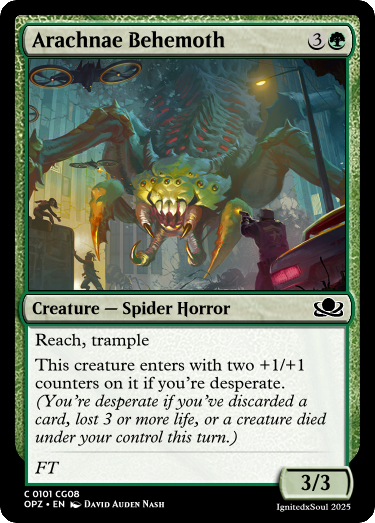 Arachnae Behemoth 3
Creature — Spider Horror
Reach, trample
This creature enters with two +1/+1
counters on it if you're desperate.
(You're desperate if you've discarded a
card, lost 3 or more life, or a creature died
under your control this turn.)
FT
3/3
C 0101 CG08
OPZ • EN David Auden Nash
IgnitedxSoul 2025